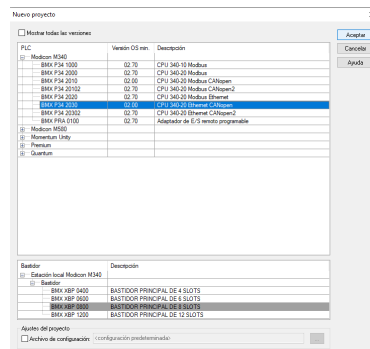 Nuevo proyecto
Mostrar todas las versiones
Aceptar
Cancelar
Ayuda
PLC Versión OS min. Descripción
Modicon M340
BMX P34 1000 02.70 CPU 340-10 Modbus
BMX P34 2000 02.70 CPU 340-20 Modbus
BMX P34 2010 02.00 CPU 340-20 Modbus CANopen
BMX P34 20102 02.70 CPU 340-20 Modbus CANopen2
BMX P34 2020 02.70 CPU 340-20 Modbus Ethernet
BMX P34 2030 02.00 CPU 340-20 Ethernet CANopen
BMX P34 20302 02.70 CPU 340-20 Ethernet CANopen2
BMX PRA 0100 02.70 Adaptador de E/S remoto programable
Modicon M580
Momentum Unity
Premium
Quantum
Bastidor Descripción
Estación local Modicon M340
Bastidor
BMX XBP 0400 BASTIDOR PRINCIPAL DE 4 SLOTS
BMX XBP 0600 BASTIDOR PRINCIPAL DE 6 SLOTS
BMX XBP 0800 BASTIDOR PRINCIPAL DE 8 SLOTS
BMX XBP 1200 BASTIDOR PRINCIPAL DE 12 SLOTS
Ajustes del proyecto
Archivo de configuración <configuración predeterminada> ...